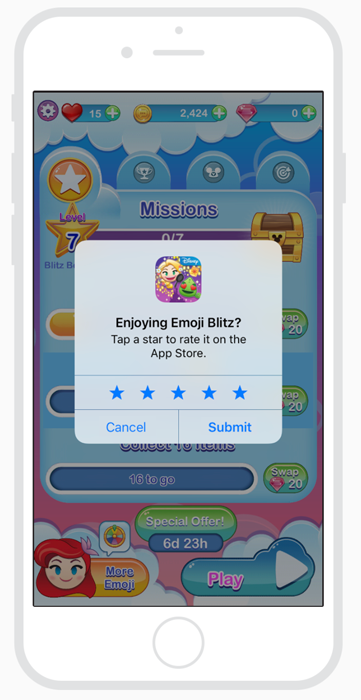 15
2,424
0
Level
7
Missions
0/7
Disney
Enjoying Emoji Blitz?
Tap a star to rate it on the
App Store.
Cancel
Submit
Swap
20
20
Collect 16 Items
16 to go
Swap
20
Special Offer!
6d 23h
More
Emoji
Play